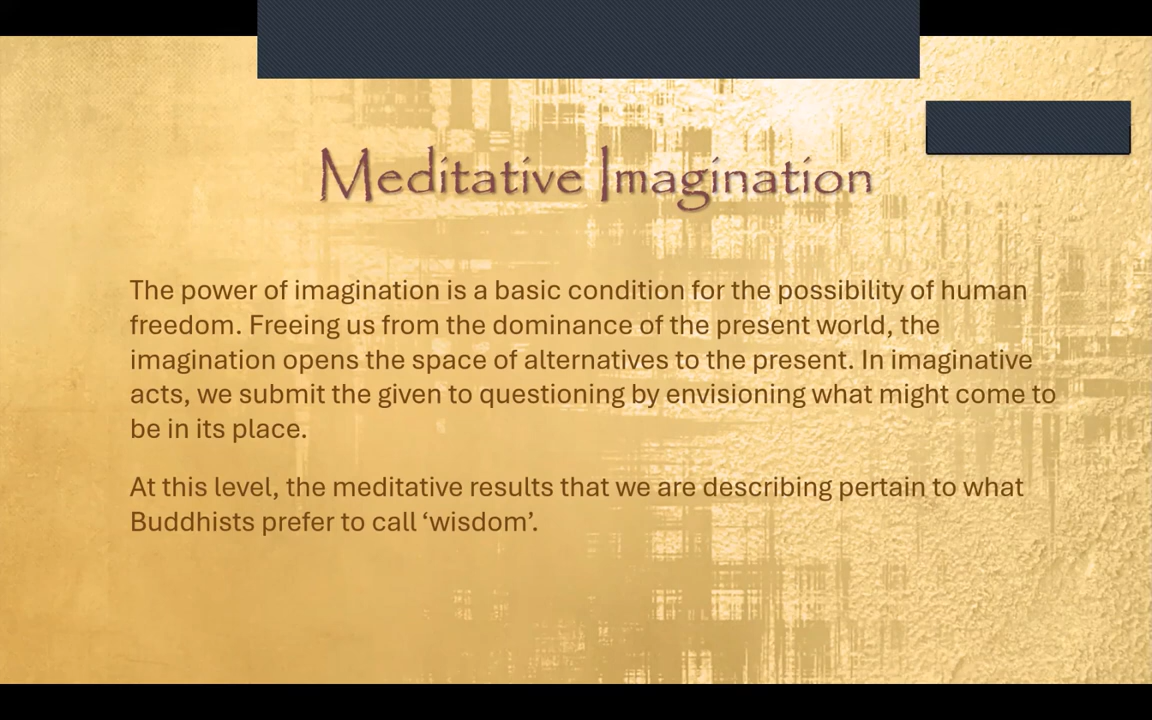 Meditative Imagination
The power of imagination is a basic condition for the possibility of human
freedom. Freeing us from the dominance of the present world, the
imagination opens the space of alternatives to the present. In imaginative
acts, we submit the given to questioning by envisioning what might come to
be in its place.
At this level, the meditative results that we are describing pertain to what
Buddhists prefer to call ‘wisdom’.